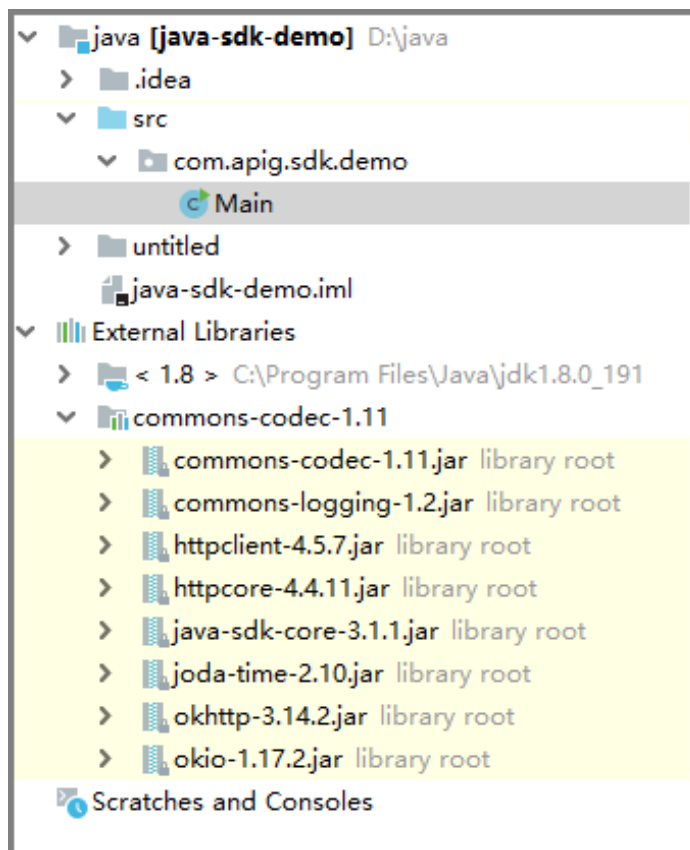 java [java-sdk-demo] D:\java
.idea
src
com.apig.sdk.demo
C Main
untitled
java-sdk-demo.iml
External Libraries
< 1.8 > C:\Program Files\Java\jdk1.8.0_191
commons-codec-1.11
commons-codec-1.11.jar library root
commons-logging-1.2.jar library root
httpclient-4.5.7.jar library root
httpcore-4.4.11.jar library root
java-sdk-core-3.1.1.jar library root
joda-time-2.10.jar library root
okhttp-3.14.2.jar library root
okio-1.17.2.jar library root
Scratches and Consoles